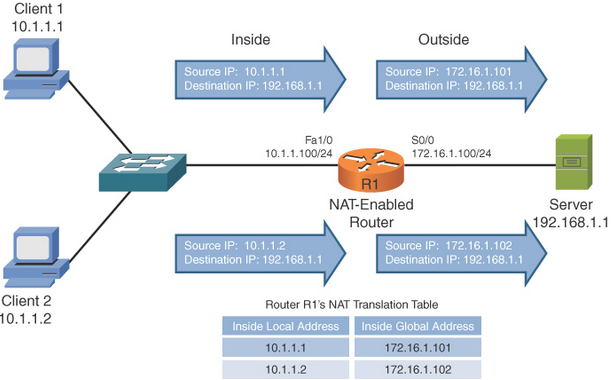 Client 1
10.1.1.1
Inside
Outside
Source IP: 10.1.1.1
Destination IP: 192.168.1.1
Source IP: 172.16.1.101
Destination IP: 192.168.1.1
Fa1/0
10.1.1.100/24
S0/0
172.16.1.100/24
R1
NAT-Enabled
Router
Server
192.168.1.1
Client 2
10.1.1.2
Source IP: 10.1.1.2
Destination IP: 192.168.1.1
Source IP: 172.16.1.102
Destination IP: 192.168.1.1
Router R1's NAT Translation Table
Inside Local Address
Inside Global Address
10.1.1.1
172.16.1.101
10.1.1.2
172.16.1.102